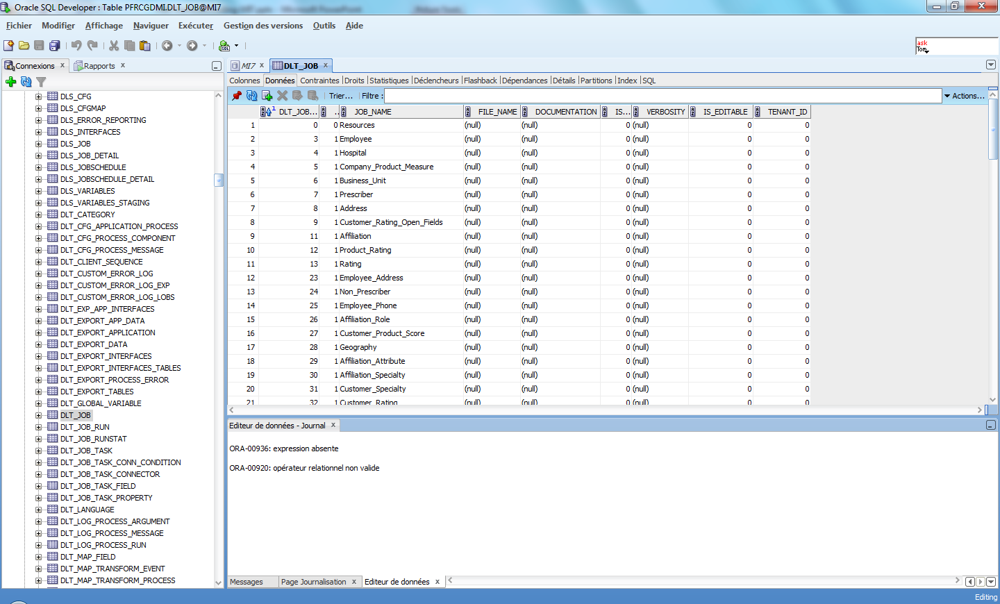 Oracle SQL Developer : Table PFRCGDMI.DLT_JOB@MI7
Fichier Modifier Affichage Naviguer Exécuter Gestion des versions Outils Aide
SQL
ask
Tom
Connexions Rapports
DLS_CFG
DLS_CFGMAP
DLS_ERROR_REPORTING
DLS_INTERFACES
DLS_JOB
DLS_JOB_DETAIL
DLS_JOBSCHEDULE
DLS_JOBSCHEDULE_DETAIL
DLS_VARIABLES
DLS_VARIABLES_STAGING
DLT_CATEGORY
DLT_CFG_APPLICATION_PROCESS
DLT_CFG_PROCESS_COMPONENT
DLT_CFG_PROCESS_MESSAGE
DLT_CLIENT_SEQUENCE
DLT_CUSTOM_ERROR_LOG
DLT_CUSTOM_ERROR_LOG_EXP
DLT_CUSTOM_ERROR_LOG_LOBS
DLT_EXP_APP_INTERFACES
DLT_EXPORT_APP_DATA
DLT_EXPORT_APPLICATION
DLT_EXPORT_DATA
DLT_EXPORT_INTERFACES
DLT_EXPORT_INTERFACES_TABLES
DLT_EXPORT_PROCESS_ERROR
DLT_EXPORT_TABLES
DLT_GLOBAL_VARIABLE
DLT_JOB
DLT_JOB_RUN
DLT_JOB_RUNSTAT
DLT_JOB_TASK
DLT_JOB_TASK_CONN_CONDITION
DLT_JOB_TASK_CONNECTOR
DLT_JOB_TASK_FIELD
DLT_JOB_TASK_PROPERTY
DLT_LANGUAGE
DLT_LOG_PROCESS_ARGUMENT
DLT_LOG_PROCESS_MESSAGE
DLT_LOG_PROCESS_RUN
DLT_MAP_FIELD
DLT_MAP_TRANSFORM_EVENT
DLT_MAP_TRANSFORM_PROCESS
MI7 DLT_JOB
Colonnes Données Contraintes Droits Statistiques Déclencheurs Flashback Dépendances Détails Partitions Index SQL
Trier... Filtre : Actions...
1 DLT_JOB... ... JOB_NAME FILE_NAME DOCUMENTATION IS... VERBOSITY IS_EDITABLE TENANT_ID
1 0 0 Resources (null) (null) 0 (null) 0 0
2 3 1 Employee (null) (null) 0 (null) 0 0
3 4 1 Hospital (null) (null) 0 (null) 0 0
4 5 1 Company_Product_Measure (null) (null) 0 (null) 0 0
5 6 1 Business_Unit (null) (null) 0 (null) 0 0
6 7 1 Prescriber (null) (null) 0 (null) 0 0
7 8 1 Address (null) (null) 0 (null) 0 0
8 9 1 Customer_Rating_Open_Fields (null) (null) 0 (null) 0 0
9 11 1 Affiliation (null) (null) 0 (null) 0 0
10 12 1 Product_Rating (null) (null) 0 (null) 0 0
11 13 1 Rating (null) (null) 0 (null) 0 0
12 23 1 Employee_Address (null) (null) 0 (null) 0 0
13 24 1 Non_Prescriber (null) (null) 0 (null) 0 0
14 25 1 Employee_Phone (null) (null) 0 (null) 0 0
15 26 1 Affiliation_Role (null) (null) 0 (null) 0 0
16 27 1 Customer_Product_Score (null) (null) 0 (null) 0 0
17 28 1 Geography (null) (null) 0 (null) 0 0
18 29 1 Affiliation_Attribute (null) (null) 0 (null) 0 0
19 30 1 Affiliation_Specialty (null) (null) 0 (null) 0 0
20 31 1 Customer_Specialty (null) (null) 0 (null) 0 0
21 32 1 Customer_Rating (null) (null) 0 (null) 0 0
Editeur de données - Journal
ORA-00936: expression absente
ORA-00920: opérateur relationnel non valide
Messages Page Journalisation Editeur de données
Editing